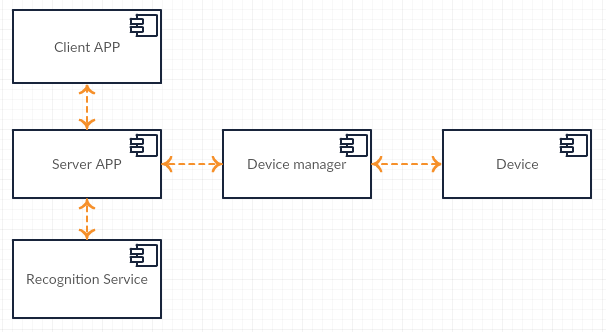 Client APP
Server APP
Device manager
Device
Recognition Service